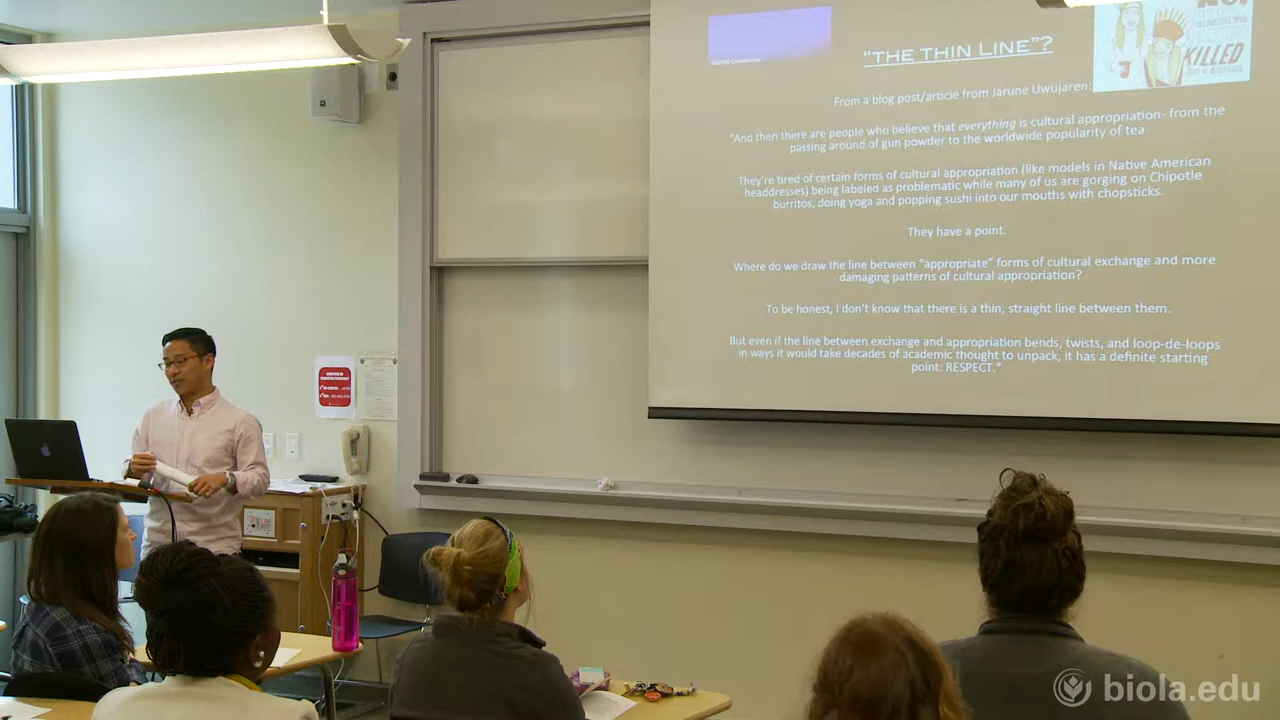 "THE THIN LINE"?
NO,
KILLED
From a blog post/article from Jarune Uwujaren:
"And then there are people who believe that everything is cultural appropriation- from the
passing around of gun powder to the worldwide popularity of tea
They're tired of certain forms of cultural appropriation (like models in Native American
headdresses) being labeled as problematic while many of us are gorging on Chipotle
burritos, doing yoga and popping sushi into our mouths with chopsticks.
They have a point.
Where do we draw the line between "appropriate" forms of cultural exchange and more
damaging patterns of cultural appropriation?
To be honest, I don't know that there is a thin, straight line between them.
But even if the line between exchange and appropriation bends, twists, and loop-de-loops
in ways it would take decades of academic thought to unpack, it has a definite starting
point: RESPECT."
biola.edu